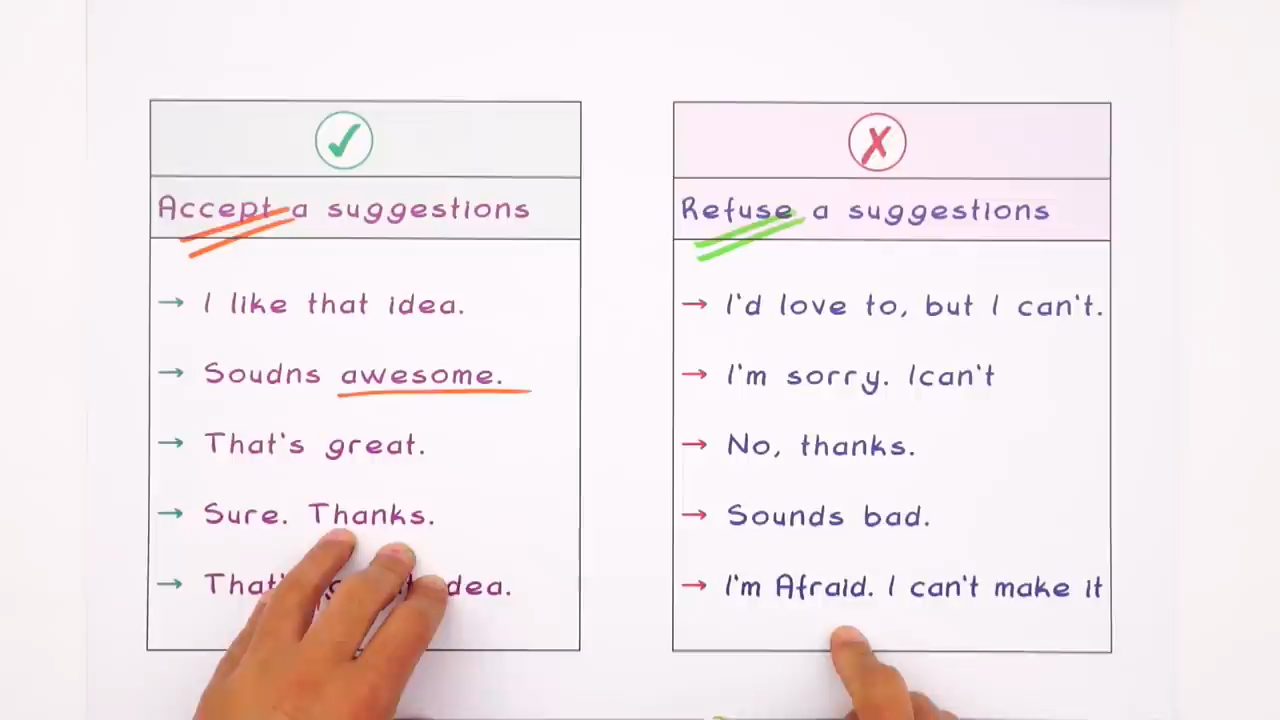 Accept a suggestions
I like that idea.
Soudns awesome.
That's great.
Sure. Thanks.
idea.
Refuse a suggestions
I'd love to, but I can't.
I'm sorry. Ican't
No, thanks.
Sounds bad.
I'm Afraid. I can't make it